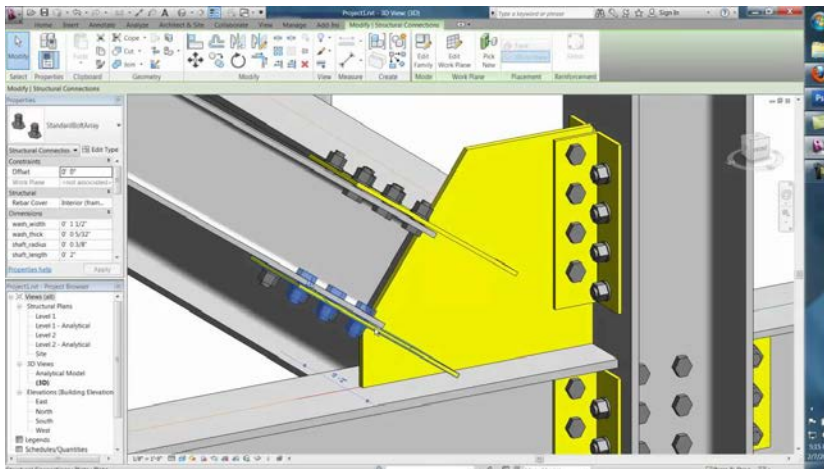 Project1.rvt - 3D View: {3D}
Modify | Structural Connections
Type a keyword or phrase
Sign In
Home
Insert
Annotate
Analyze
Architect & Site
Collaborate
View
Manage
Add-Ins
Modify | Structural Connections
Modify
Cope
Cut
Join
Edit Family
Edit Work Plane
Pick New
Select
Properties
Clipboard
Geometry
Modify
View
Measure
Create
Mode
Work Plane
Placement
Reinforcement
Modify | Structural Connections
Properties
StandardBoltArray
Structural Connectio
Edit Type
Constraints
Offset 0' 0"
Work Plane <not associated>
Structural
Rebar Cover Interior (fram...
Dimensions
wash_width 0' 1 1/2"
wash_thick 0' 0 5/32"
shaft_radius 0' 0 3/8"
shaft_length 0' 2"
Properties help
Apply
Project1.rvt - Project Browser
Views (all)
Structural Plans
Level 1
Level 1 - Analytical
Level 2
Level 2 - Analytical
Site
3D Views
Analytical Model
{3D}
Elevations (Building Elevation
East
North
South
West
Legends
Schedules/Quantities
FRONT
1/8" = 1'-0"